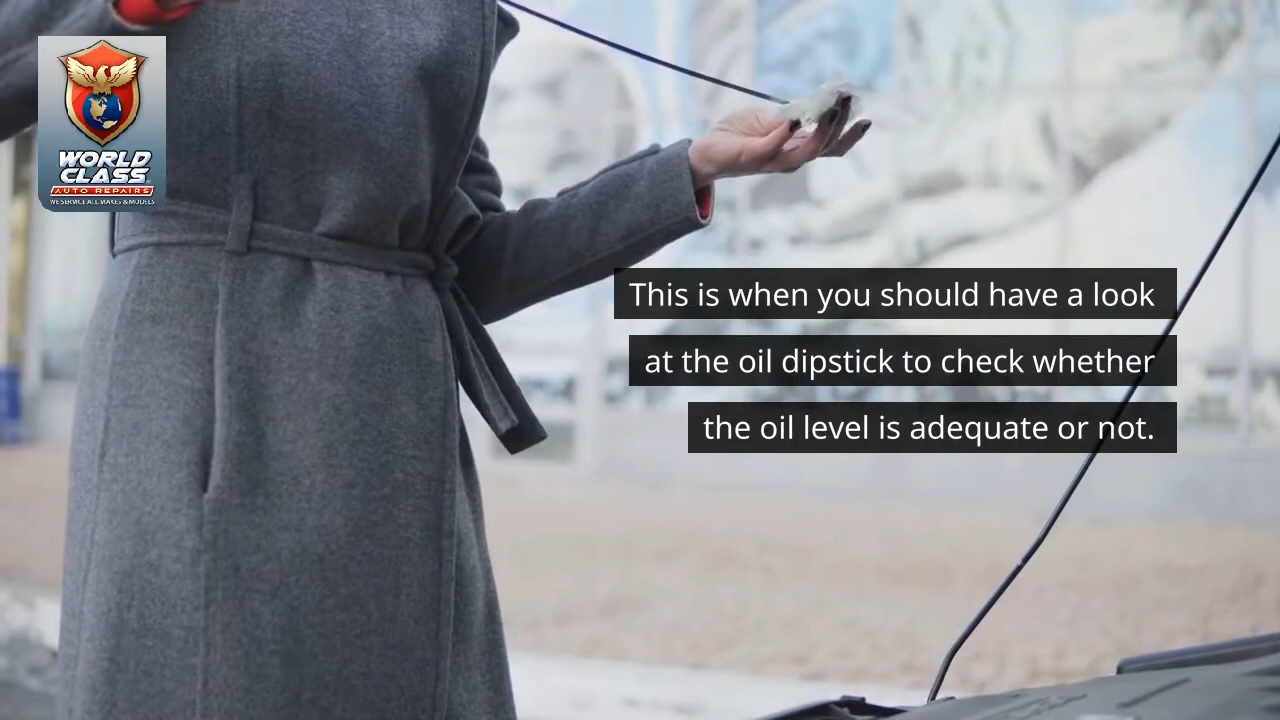 WORLD
CLASS
AUTO REPAIRS
WE SERVICE ALL MAKES & MODELS
This is when you should have a look
at the oil dipstick to check whether
the oil level is adequate or not.